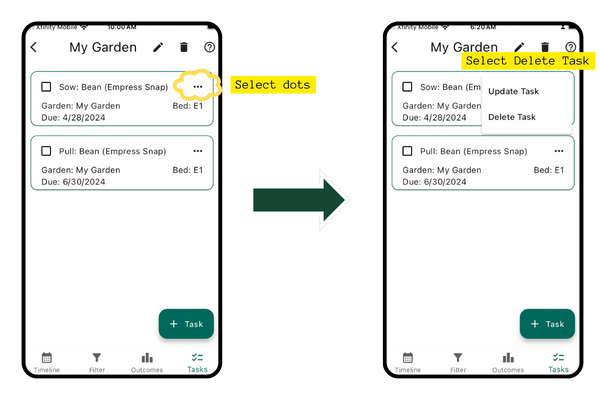 Xfinity Mobile
10:00 AM
My Garden
Sow: Bean (Empress Snap)
Garden: My Garden
Bed: E1
Due: 4/28/2024
Pull: Bean (Empress Snap)
Garden: My Garden
Bed: E1
Due: 6/30/2024
+ Task
Timeline
Filter
Outcomes
Tasks
Select dots
Xfinity Mobile
6:20 AM
My Garden
Select Delete Task
Sow: Bean
Update Task
Garden: My Garden
Delete Task
Due: 4/28/2024
Pull: Bean (Empress Snap)
Garden: My Garden
Bed: E1
Due: 6/30/2024
+ Task
Timeline
Filter
Outcomes
Tasks